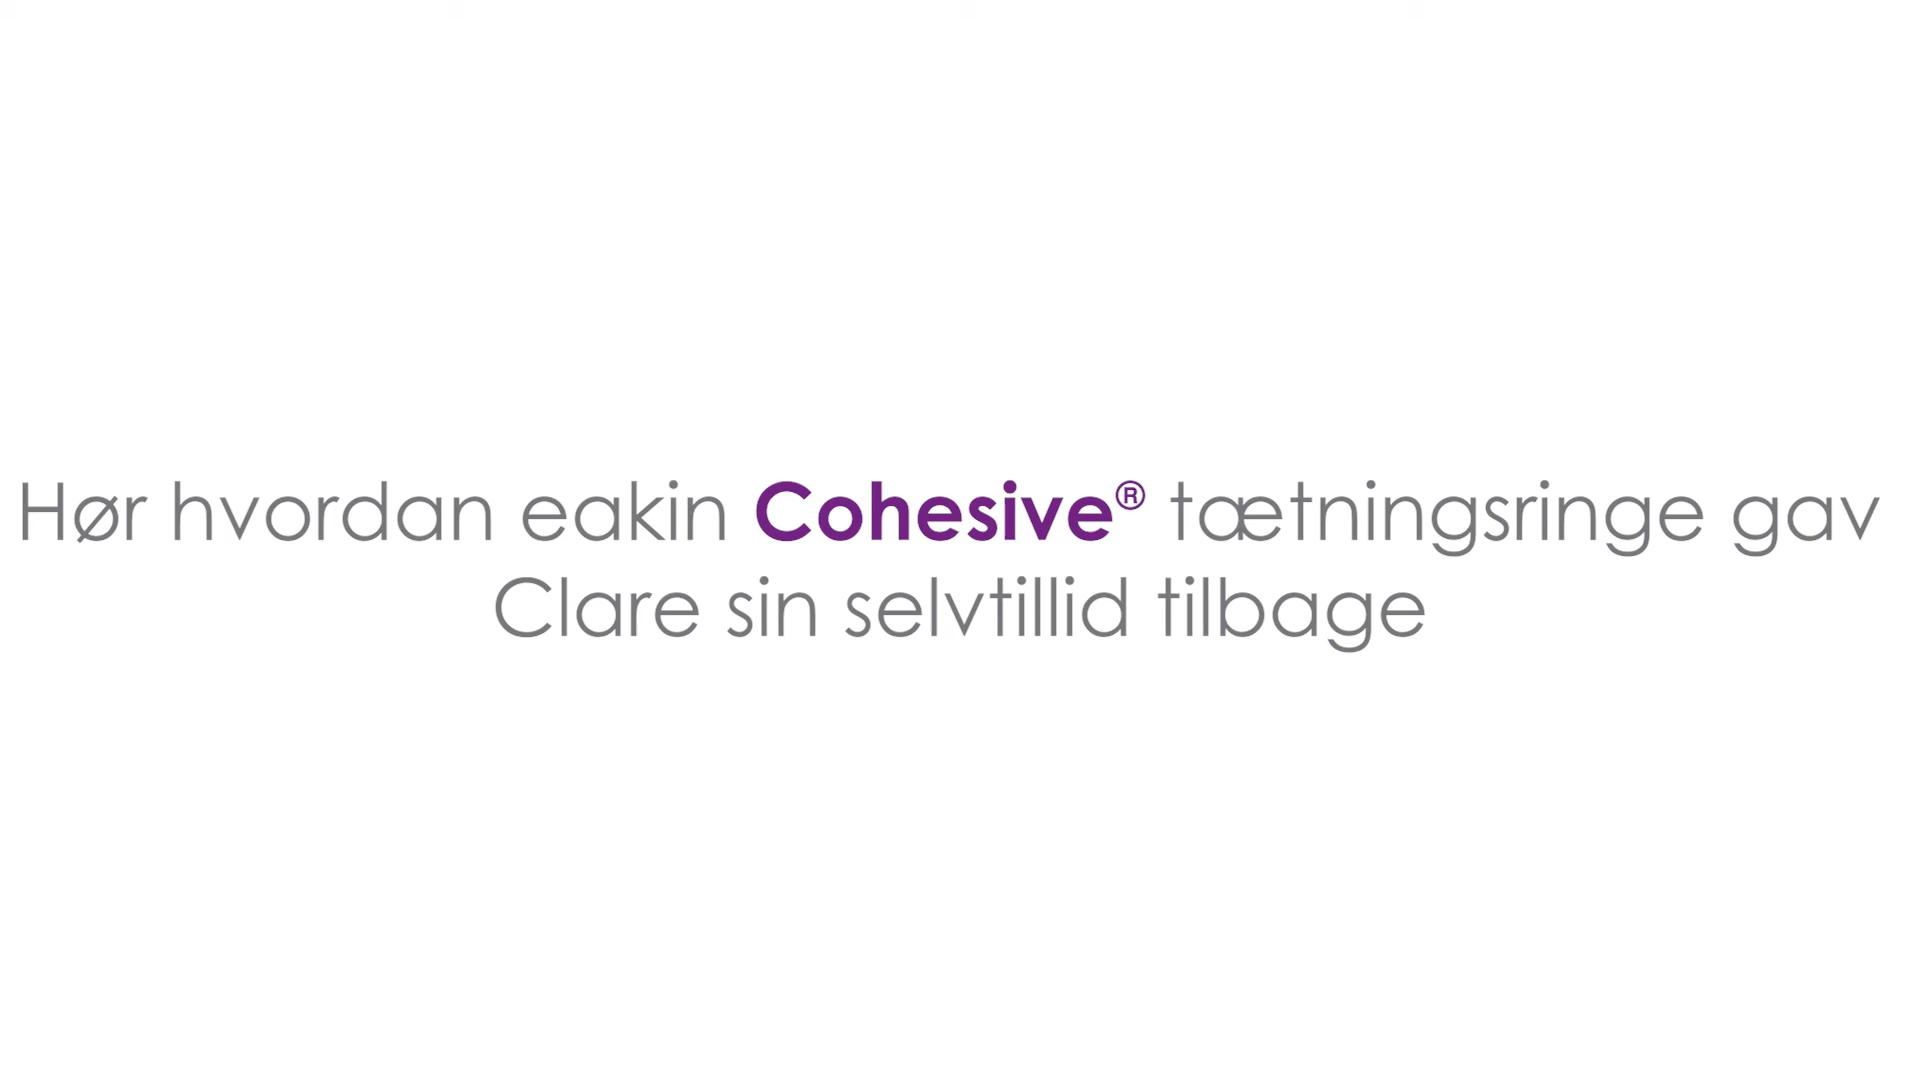 Hør hvordan eakin Cohesive® tætningsringe gav
Clare sin selvtillid tilbage